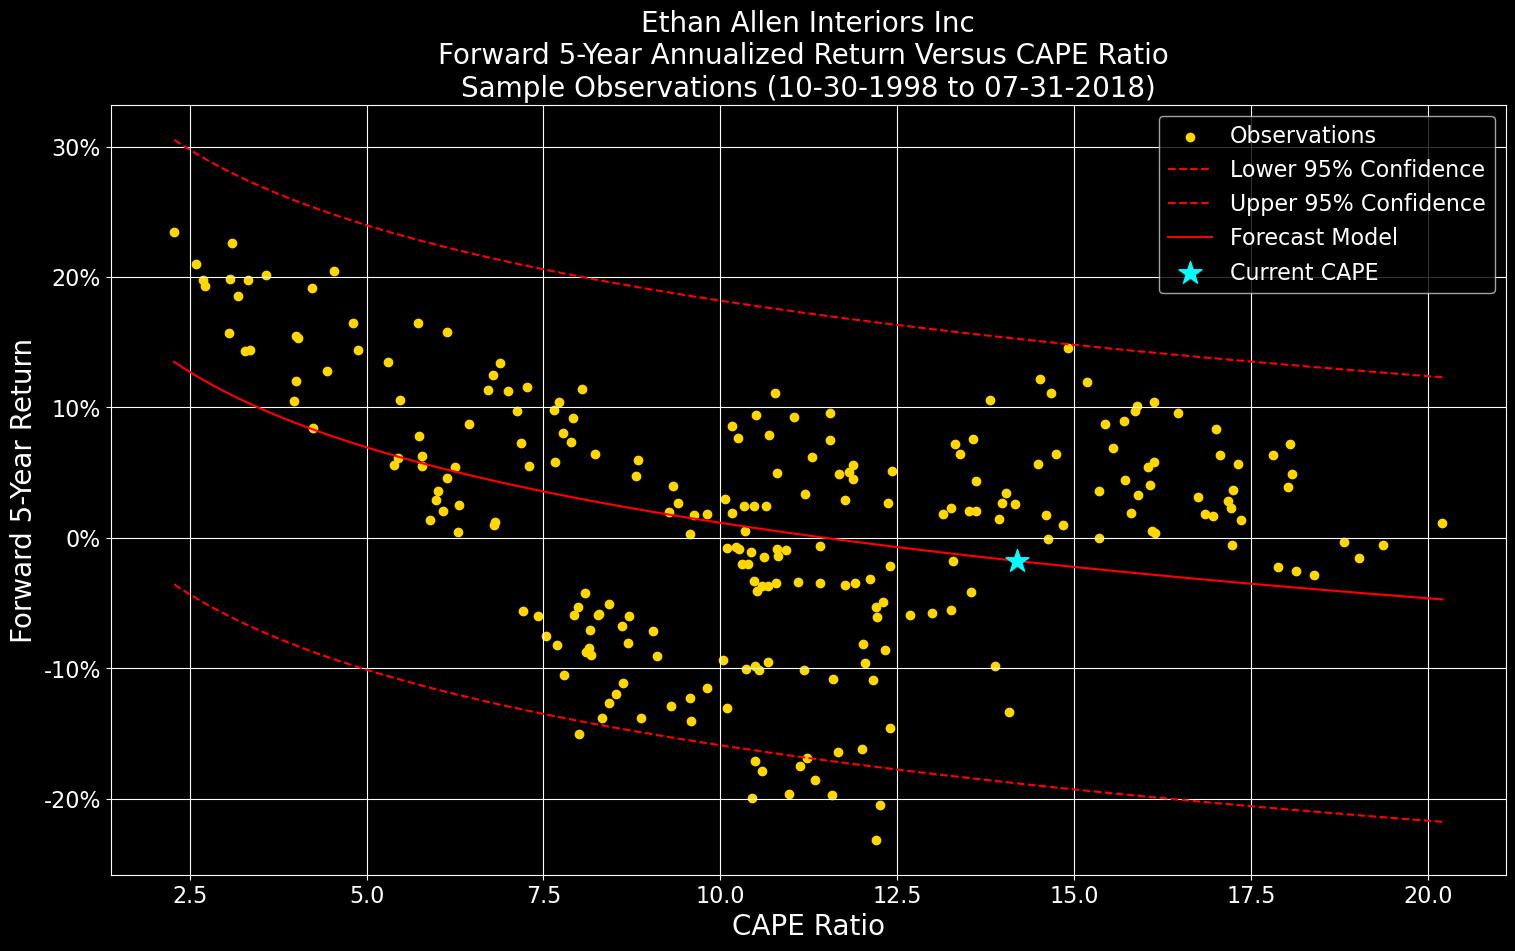 Ethan Allen Interiors Inc
Forward 5-Year Annualized Return Versus CAPE Ratio
Sample Observations (10-30-1998 to 07-31-2018)
Observations
Lower 95% Confidence
Upper 95% Confidence
Forecast Model
Current CAPE
Forward 5-Year Return
30%
20%
10%
0%
-10%
-20%
2.5 5.0 7.5 10.0 12.5 15.0 17.5 20.0
CAPE Ratio